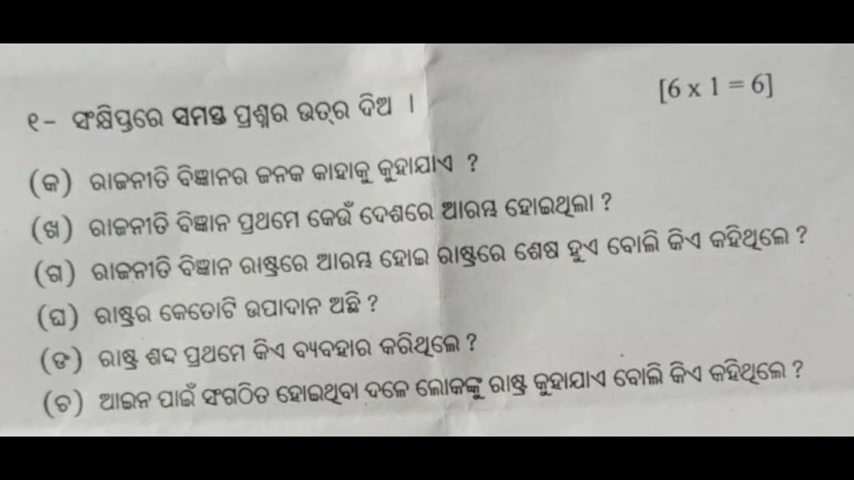 ୧- ସଂକ୍ଷିପ୍ତରେ ସମସ୍ତ ପ୍ରଶ୍ନର ଉତ୍ତର ଦିଅ । [6 x 1 = 6]
(କ) ରାଜନୀତି ବିଜ୍ଞାନର ଜନକ କାହାକୁ କୁହାଯାଏ ?
(ଖ) ରାଜନୀତି ବିଜ୍ଞାନ ପ୍ରଥମେ କେଉଁ ଦେଶରେ ଆରମ୍ଭ ହୋଇଥିଲା ?
(ଗ) ରାଜନୀତି ବିଜ୍ଞାନ ରାଷ୍ଟ୍ରରେ ଆରମ୍ଭ ହୋଇ ରାଷ୍ଟ୍ରରେ ଶେଷ ହୁଏ ବୋଲି କିଏ କହିଥିଲେ ?
(ଘ) ରାଷ୍ଟ୍ରର କେତୋଟି ଉପାଦାନ ଅଛି ?
(ଙ) ରାଷ୍ଟ୍ର ଶବ୍ଦ ପ୍ରଥମେ କିଏ ବ୍ୟବହାର କରିଥିଲେ ?
(ଚ) ଆଇନ ପାଇଁ ସଂଗଠିତ ହୋଇଥିବା ଦଳେ ଲୋକଙ୍କୁ ରାଷ୍ଟ୍ର କୁହାଯାଏ ବୋଲି କିଏ କହିଥିଲେ ?